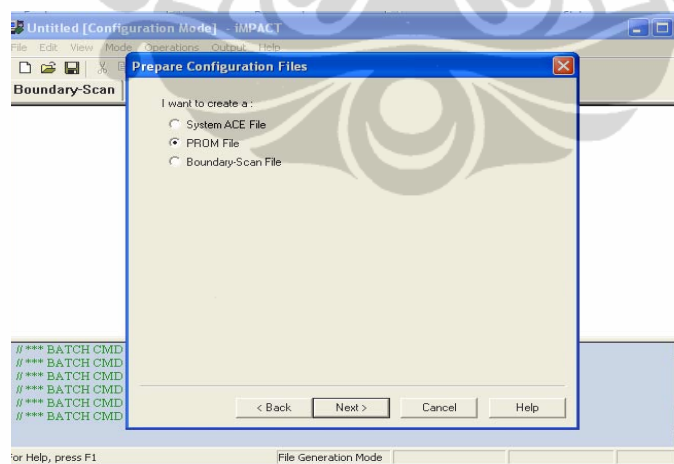 Untitled [Configuration Mode] - iMPACT
File Edit View Mode Operations Output Help
Prepare Configuration Files
Boundary-Scan
I want to create a :
System ACE File
PROM File
Boundary-Scan File
// *** BATCH CMD
// *** BATCH CMD
// *** BATCH CMD
// *** BATCH CMD
// *** BATCH CMD
// *** BATCH CMD
< Back Next > Cancel Help
For Help, press F1 File Generation Mode